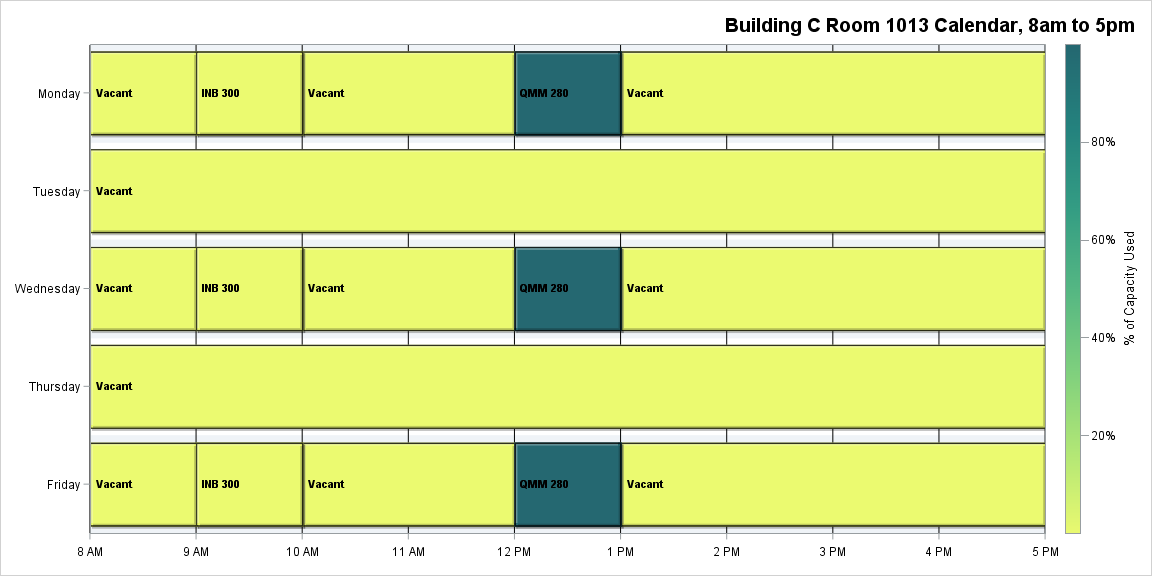 Building C Room 1013 Calendar, 8am to 5pm
Monday
Vacant INB 300 Vacant QMM 280 Vacant
Tuesday
Vacant
Wednesday
Vacant INB 300 Vacant QMM 280 Vacant
Thursday
Vacant
Friday
Vacant INB 300 Vacant QMM 280 Vacant
8 AM 9 AM 10 AM 11 AM 12 PM 1 PM 2 PM 3 PM 4 PM 5 PM
80%
60%
40%
20%
% of Capacity Used